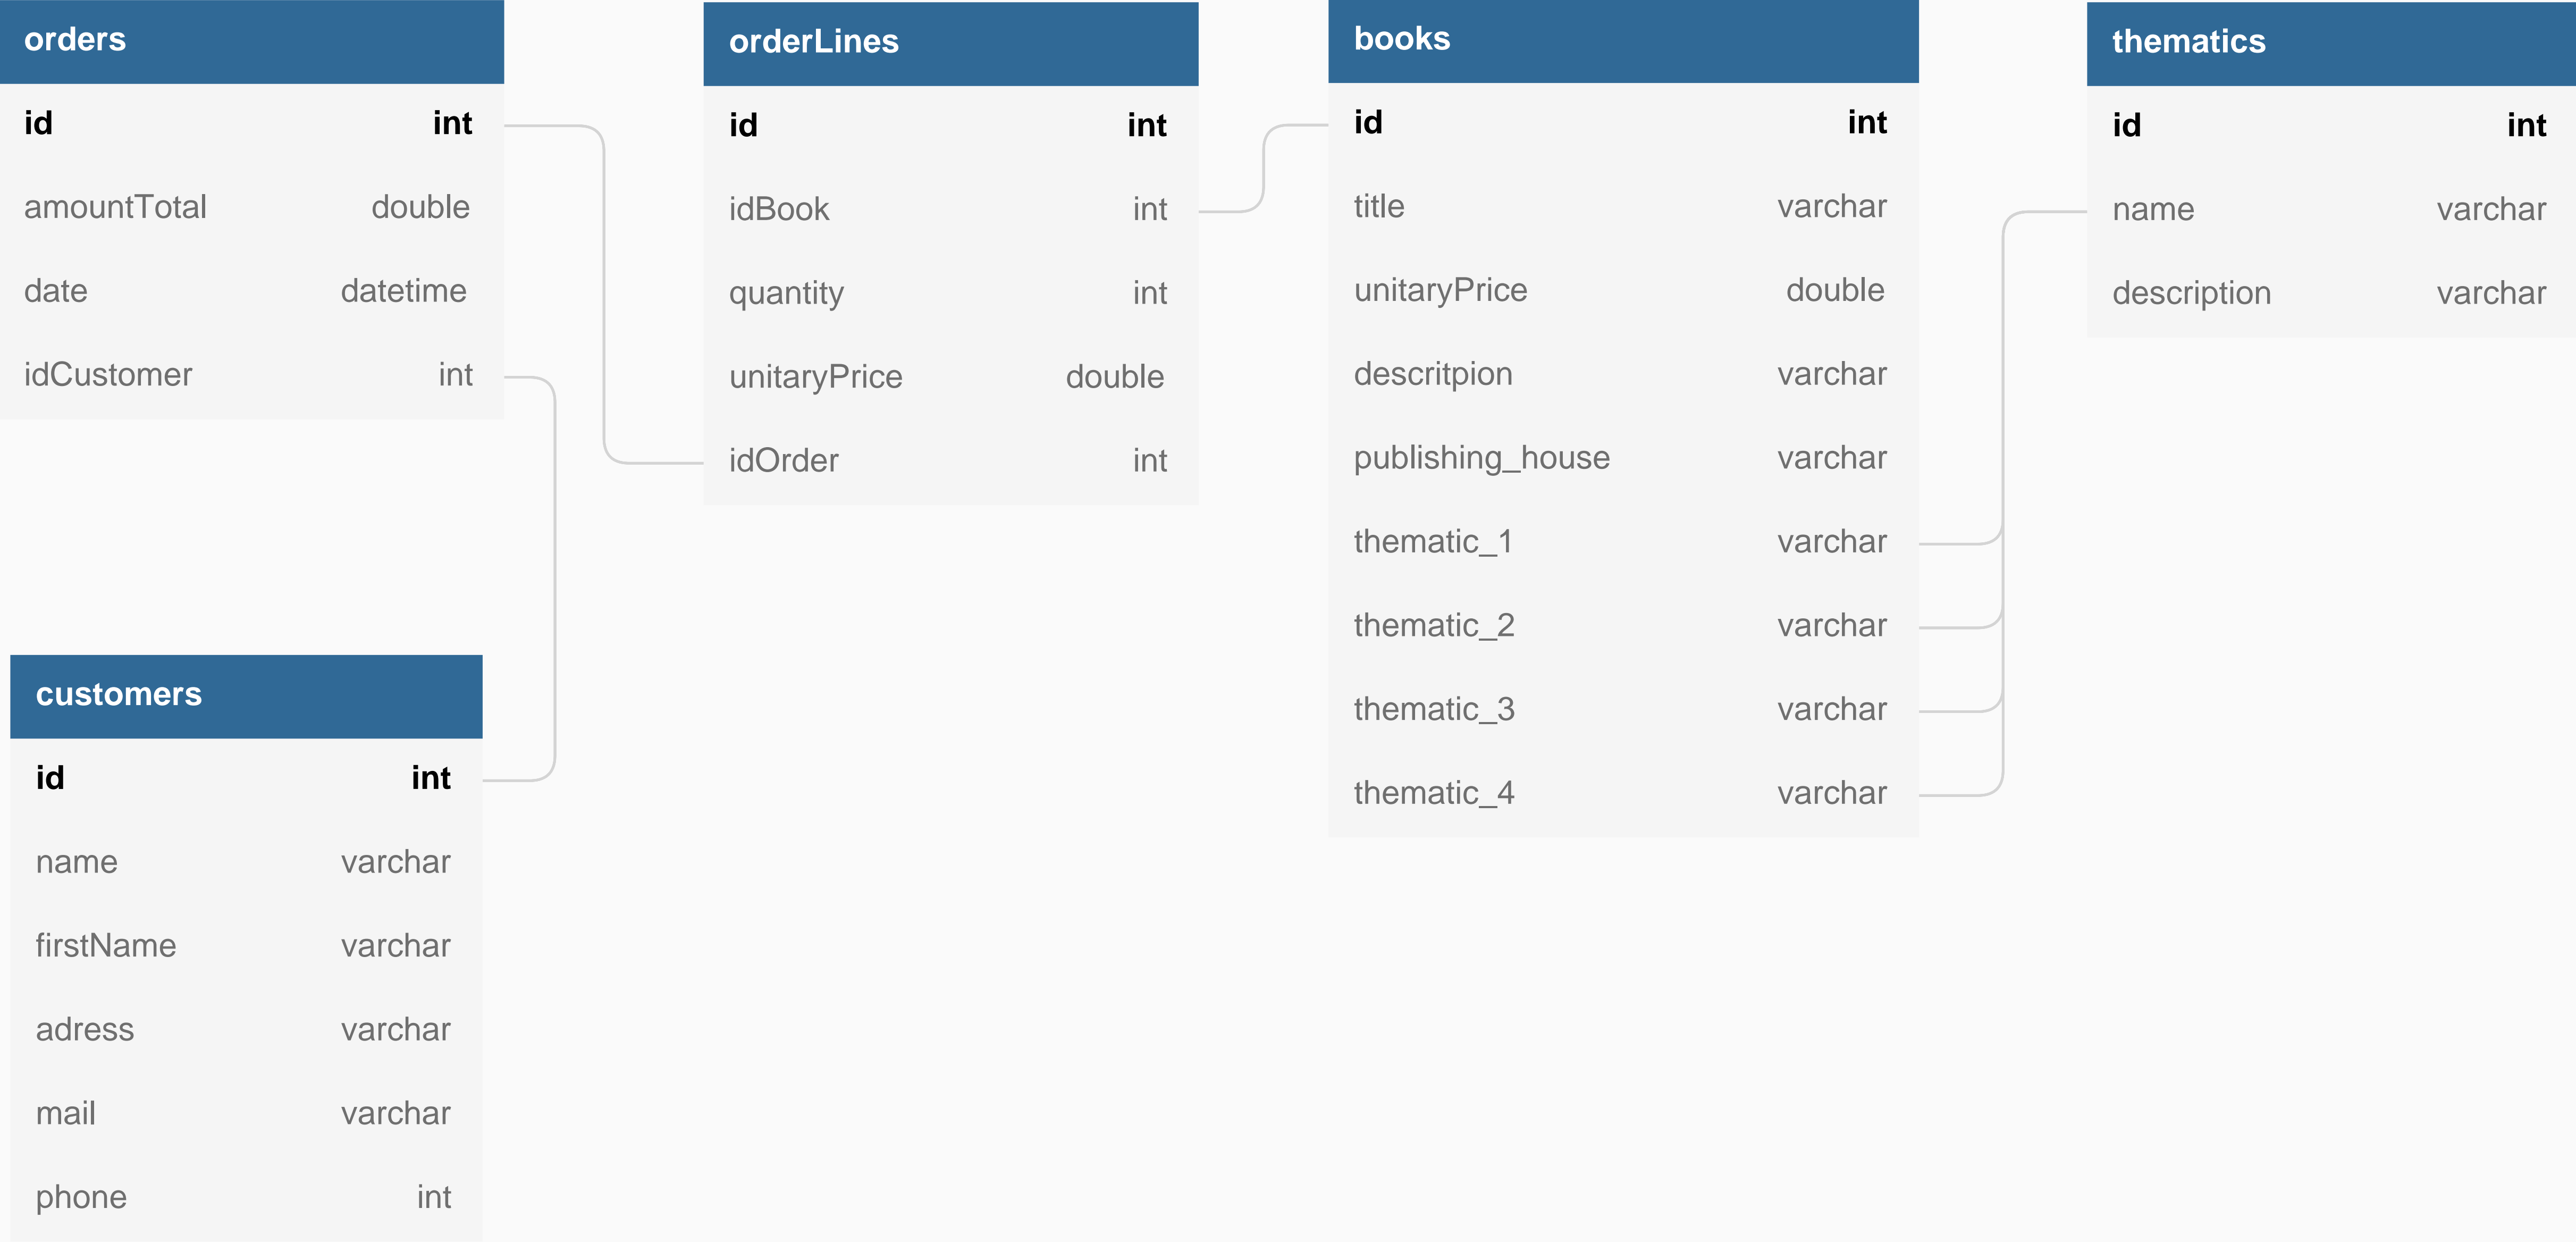 orders
id int
amountTotal double
date datetime
idCustomer int
customers
id int
name varchar
firstName varchar
adress varchar
mail varchar
phone int
orderLines
id int
idBook int
quantity int
unitaryPrice double
idOrder int
books
id int
title varchar
unitaryPrice double
descritpion varchar
publishing_house varchar
thematic_1 varchar
thematic_2 varchar
thematic_3 varchar
thematic_4 varchar
thematics
id int
name varchar
description varchar